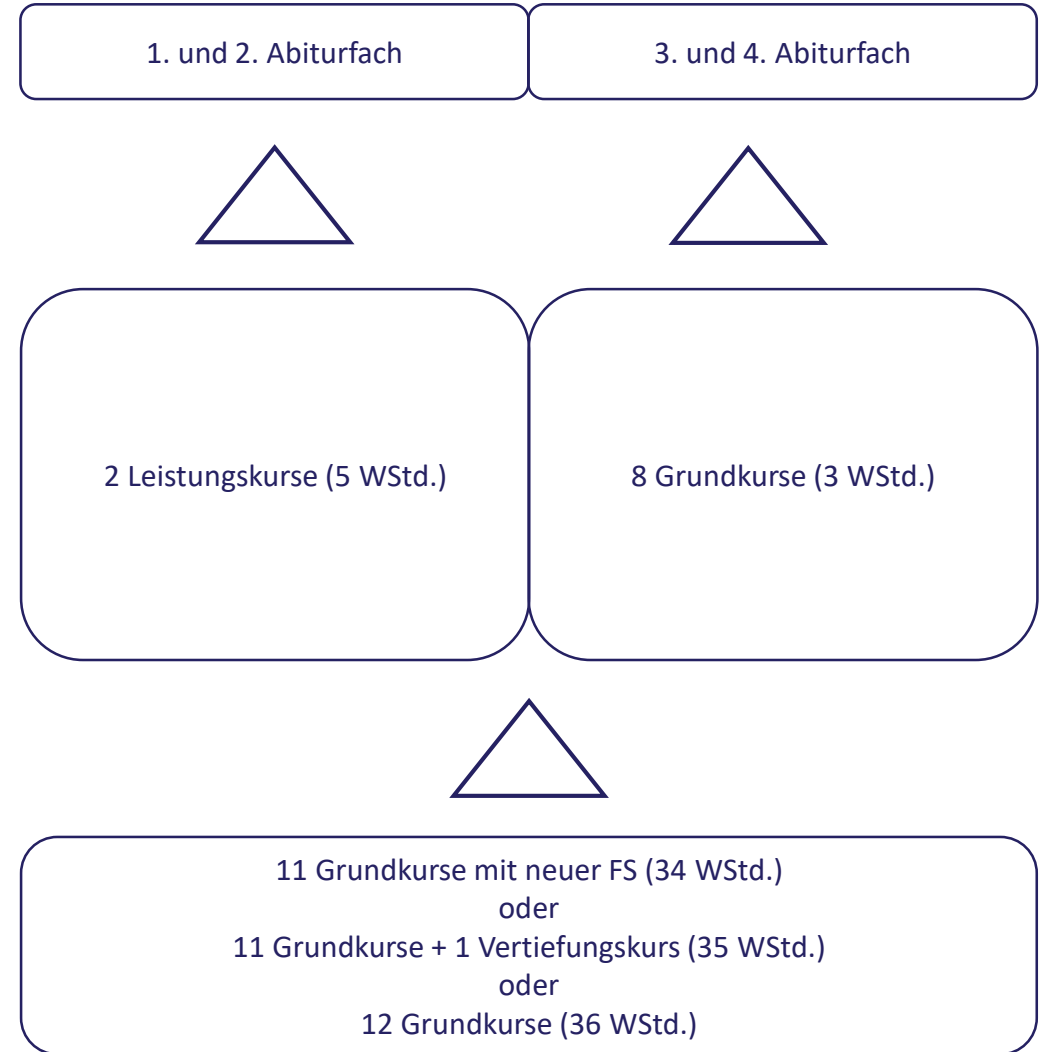 1. und 2. Abiturfach
3. und 4. Abiturfach
2 Leistungskurse (5 WStd.)
8 Grundkurse (3 WStd.)
11 Grundkurse mit neuer FS (34 WStd.)
oder
11 Grundkurse + 1 Vertiefungskurs (35 WStd.)
oder
12 Grundkurse (36 WStd.)